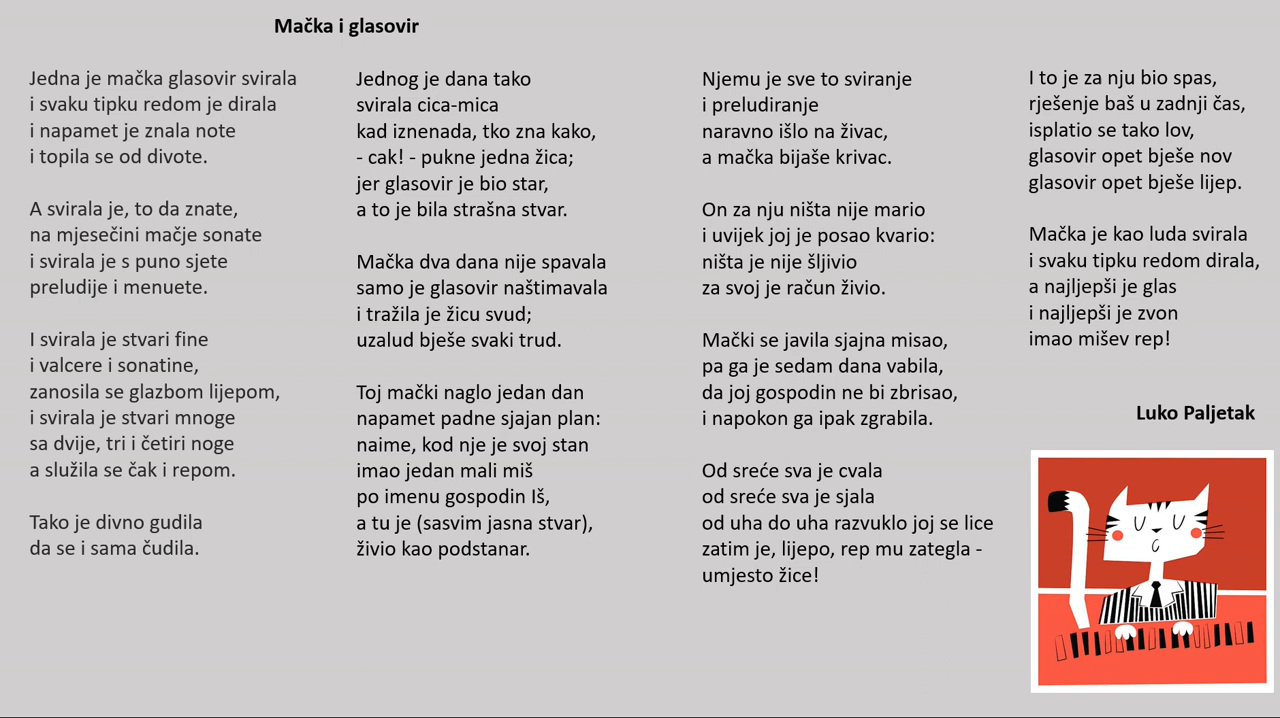 Mačka i glasovir
Jedna je mačka glasovir svirala
i svaku tipku redom je dirala
i napamet je znala note
i topila se od divote.
A svirala je, to da znate,
na mjesečini mačje sonate
i svirala je s puno sjete
preludije i menuete.
I svirala je stvari fine
i valcere i sonatine,
zanosila se glazbom lijepom,
i svirala je stvari mnoge
sa dvije, tri i četiri noge
a služila se čak i repom.
Tako je divno gudila
da se i sama čudila.
Jednog je dana tako
svirala cica-mica
kad iznenada, tko zna kako,
- cak! - pukne jedna žica;
jer glasovir je bio star,
a to je bila strašna stvar.
Mačka dva dana nije spavala
samo je glasovir naštimavala
i tražila je žicu svud;
uzalud bješe svaki trud.
Toj mački naglo jedan dan
napamet padne sjajan plan:
naime, kod nje je svoj stan
imao jedan mali miš
po imenu gospodin Iš,
a tu je (sasvim jasna stvar),
živio kao podstanar.
Njemu je sve to sviranje
i preludiranje
naravno išlo na živac,
a mačka bijaše krivac.
On za nju ništa nije mario
i uvijek joj je posao kvario:
ništa je nije šljivio
za svoj je račun živio.
Mački se javila sjajna misao,
pa ga je sedam dana vabila,
da joj gospodin ne bi zbrisao,
i napokon ga ipak zgrabila.
Od sreće sva je cvala
od sreće sva je sjala
od uha do uha razvuklo joj se lice
zatim je, lijepo, rep mu zategla -
umjesto žice!
I to je za nju bio spas,
rješenje baš u zadnji čas,
isplatio se tako lov,
glasovir opet bješe nov
glasovir opet bješe lijep.
Mačka je kao luda svirala
i svaku tipku redom dirala,
a najljepši je glas
i najljepši je zvon
imao mišev rep!
Luko Paljetak